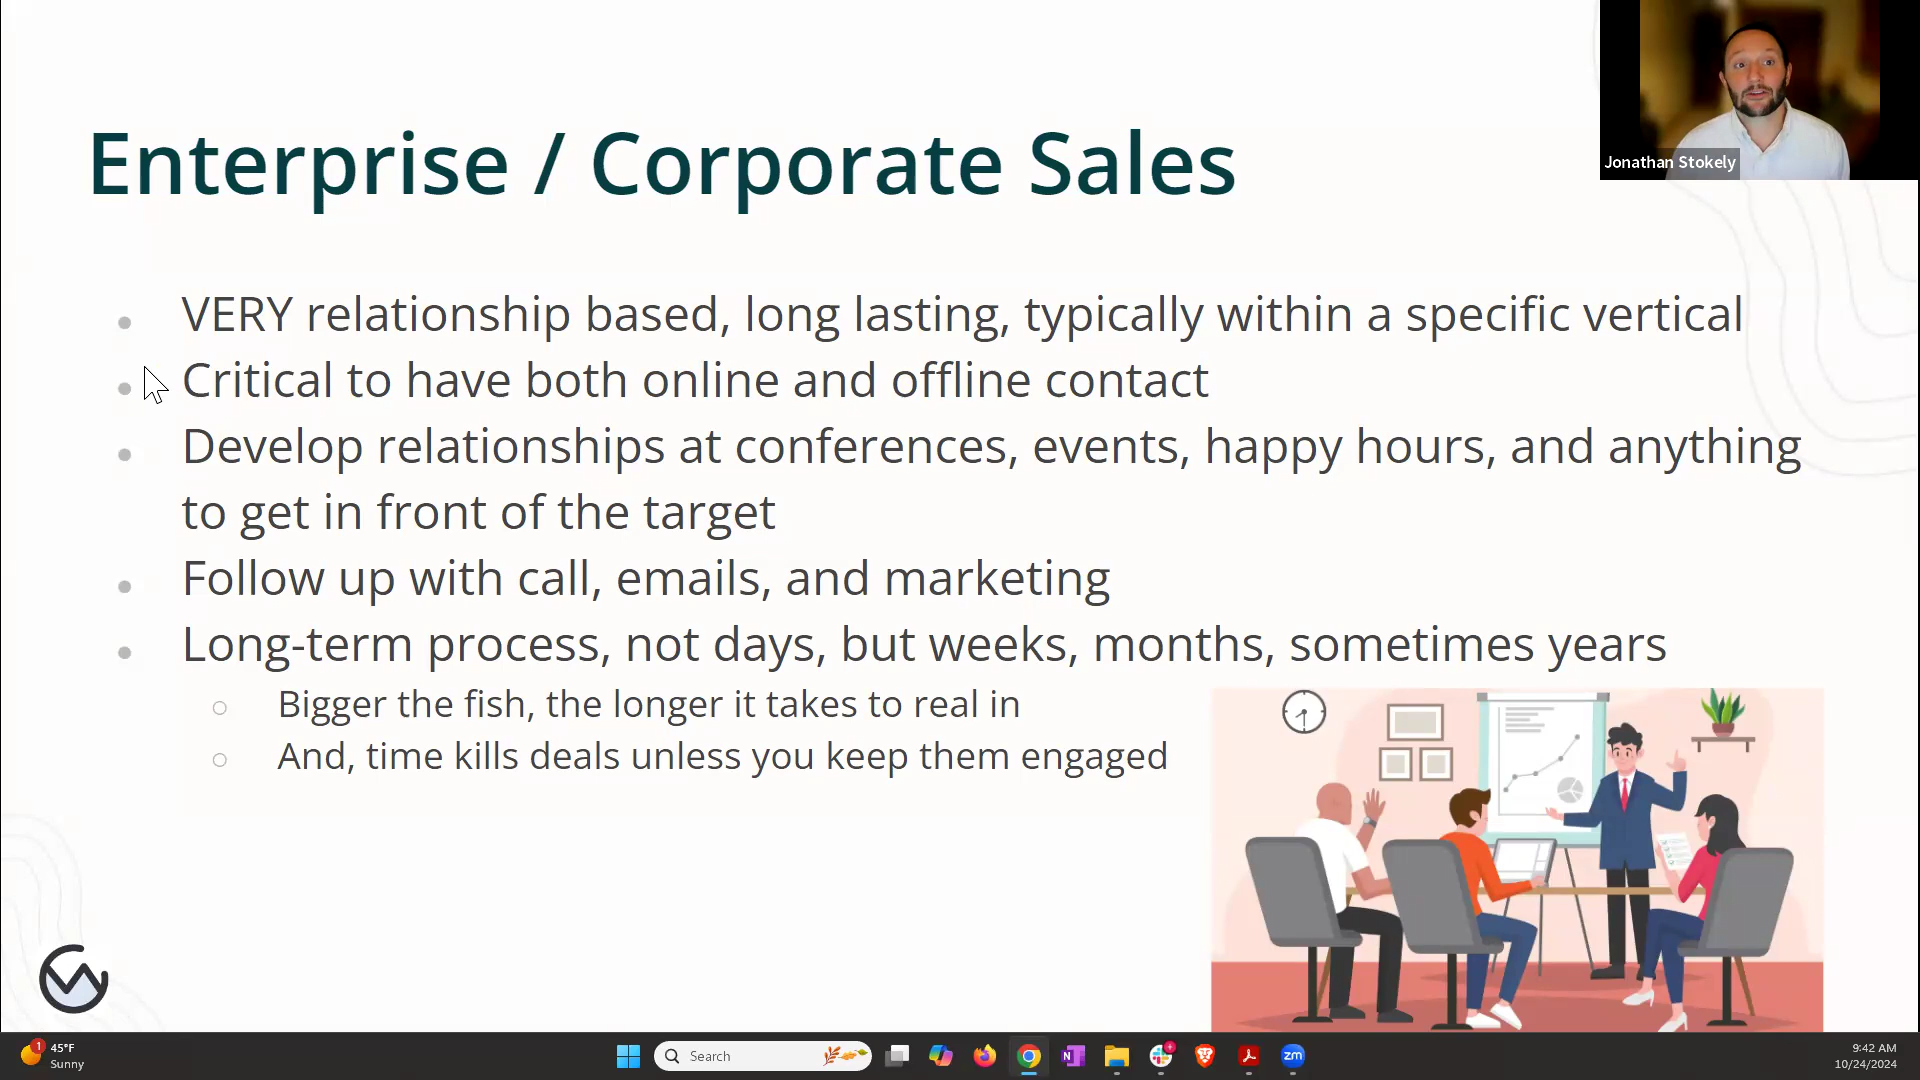 Jonathan Stokely
Enterprise / Corporate Sales
VERY relationship based, long lasting, typically within a specific vertical
Critical to have both online and offline contact
Develop relationships at conferences, events, happy hours, and anything
to get in front of the target
Follow up with call, emails, and marketing
Long-term process, not days, but weeks, months, sometimes years
Bigger the fish, the longer it takes to real in
And, time kills deals unless you keep them engaged
1
45°F
Sunny
Search
N
zm
9:42 AM
10/24/2024